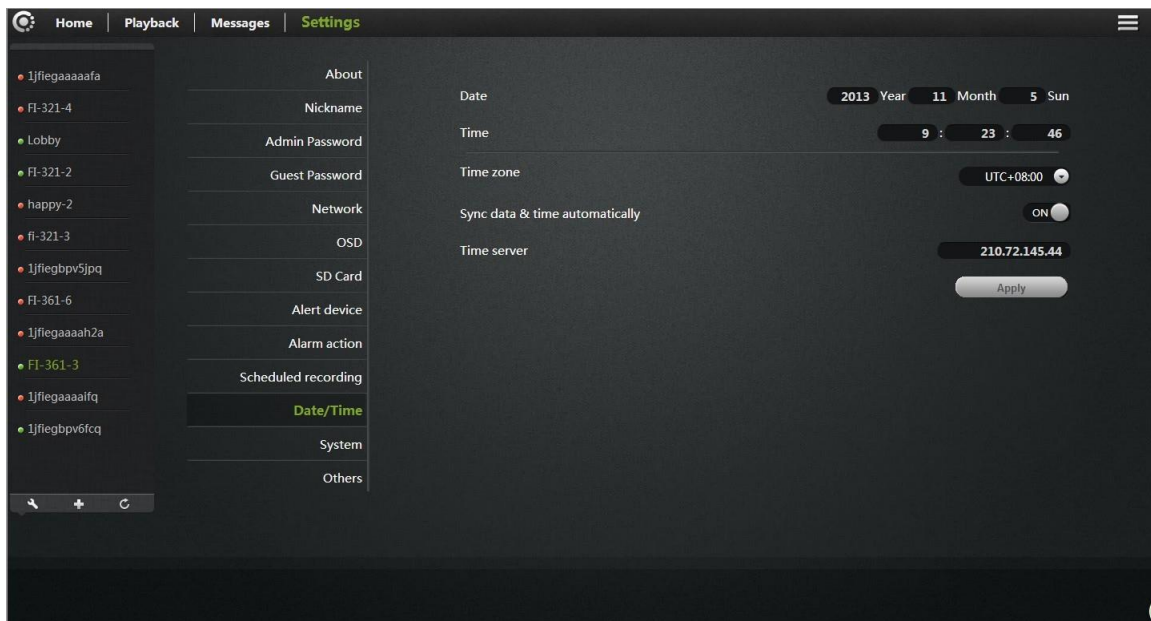 Home | Playback | Messages | Settings
1jfiegaaaaafa
FI-321-4
Lobby
FI-321-2
happy-2
fi-321-3
1jfiegbpv5jpq
FI-361-6
1jfiegaaaah2a
FI-361-3
1jfiegaaaaifq
1jfiegbpv6fcq
About
Nickname
Admin Password
Guest Password
Network
OSD
SD Card
Alert device
Alarm action
Scheduled recording
Date/Time
System
Others
Date 2013 Year 11 Month 5 Sun
Time 9 : 23 : 46
Time zone UTC+08:00
Sync data & time automatically ON
Time server 210.72.145.44
Apply